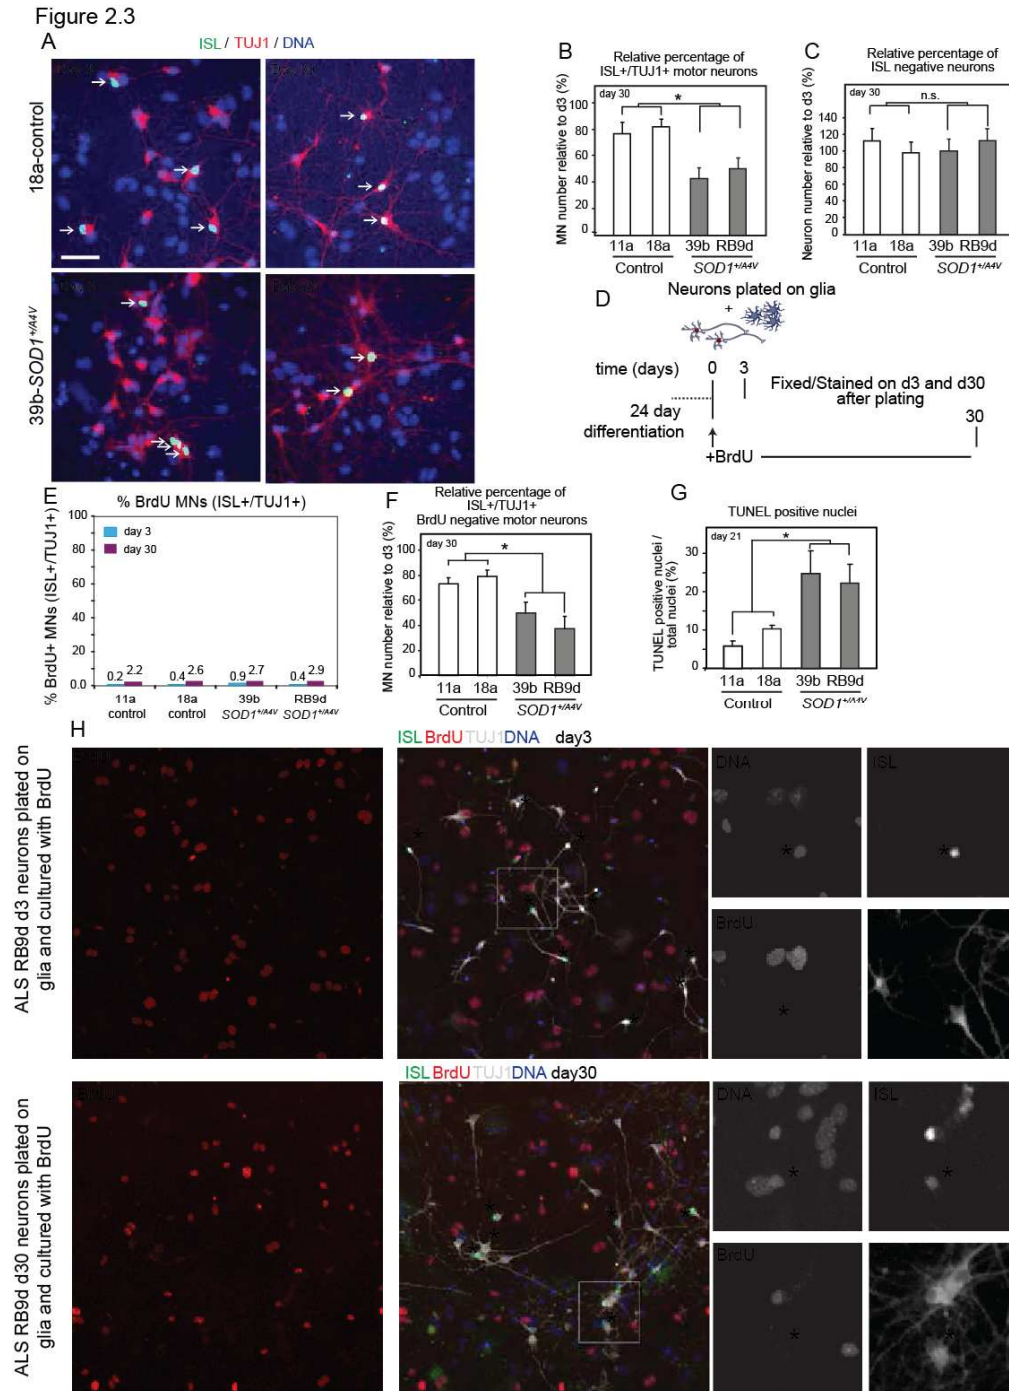 Figure 2.3
A
ISL / TUJ1 / DNA
18a-control
39b-SOD1+/A4V
B
Relative percentage of
ISL+/TUJ1+ motor neurons
MN number relative to d3 (%)
day 30
*
100
80
60
40
20
0
11a 18a 39b RB9d
Control SOD1+/A4V
C
Relative percentage of
ISL negative neurons
Neuron number relative to d3 (%)
day 30
n.s.
140
120
100
80
60
40
20
0
11a 18a 39b RB9d
Control SOD1+/A4V
D
Neurons plated on glia
+
time (days) 0 3
Fixed/Stained on d3 and d30
after plating
24 day
differentiation
30
+BrdU
E
% BrdU MNs (ISL+/TUJ1+)
% BrdU+ MNs (ISL+/TUJ1+)
day 3
day 30
100
80
60
40
20
0.0
0.2 2.2 0.4 2.6 0.9 2.7 0.4 2.9
11a 18a 39b RB9d
control control SOD1+/A4V SOD1+/A4V
F
Relative percentage of
ISL+/TUJ1+
BrdU negative motor neurons
MN number relative to d3 (%)
day 30
*
100
80
60
40
20
0
11a 18a 39b RB9d
Control SOD1+/A4V
G
TUNEL positive nuclei
TUNEL positive nuclei /
total nuclei (%)
day 21
*
30
20
10
0
11a 18a 39b RB9d
Control SOD1+/A4V
H
ISL BrdU TUJ1 DNA day3
ALS RB9d d3 neurons plated on
glia and cultured with BrdU
DNA
ISL
BrdU
ISL BrdU TUJ1 DNA day30
ALS RB9d d30 neurons plated on
glia and cultured with BrdU
DNA
ISL
BrdU